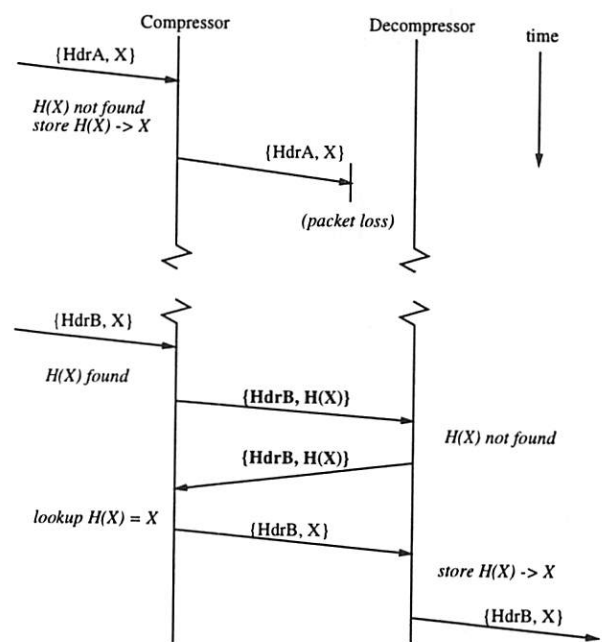 Compressor
Decompressor
time
{HdrA, X}
H(X) not found
store H(X) -> X
{HdrA, X}
(packet loss)
{HdrB, X}
H(X) found
{HdrB, H(X)}
H(X) not found
{HdrB, H(X)}
lookup H(X) = X
{HdrB, X}
store H(X) -> X
{HdrB, X}